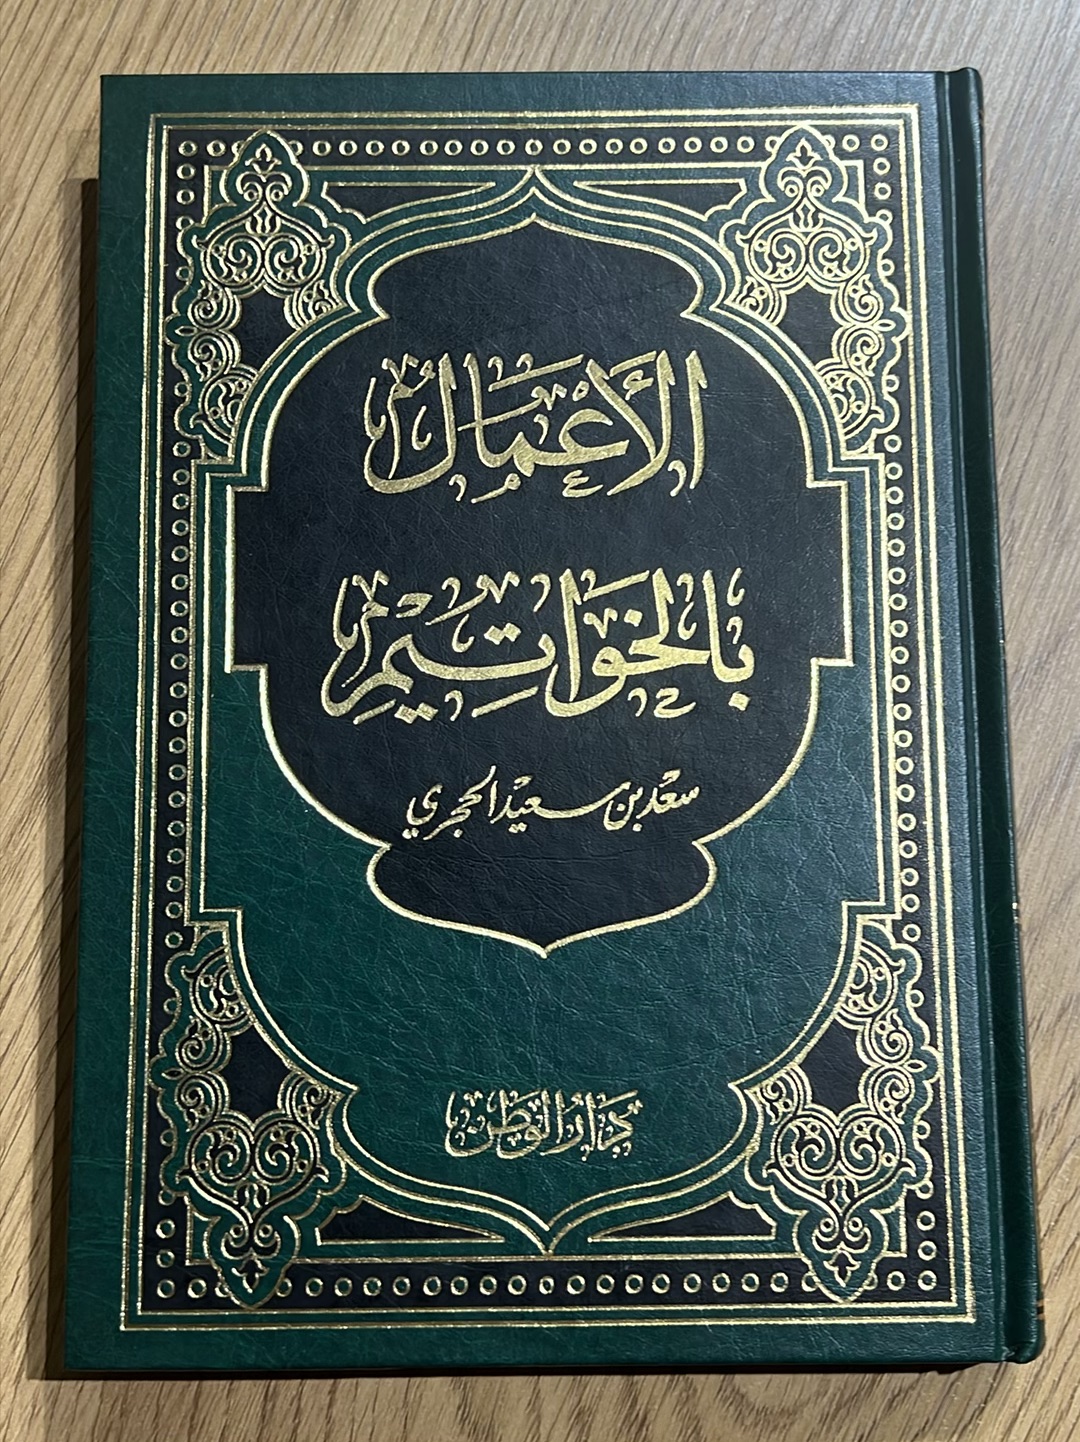 الأعمال
بالخواتيم
سعد بن سعيد الحجري
دار الوطن